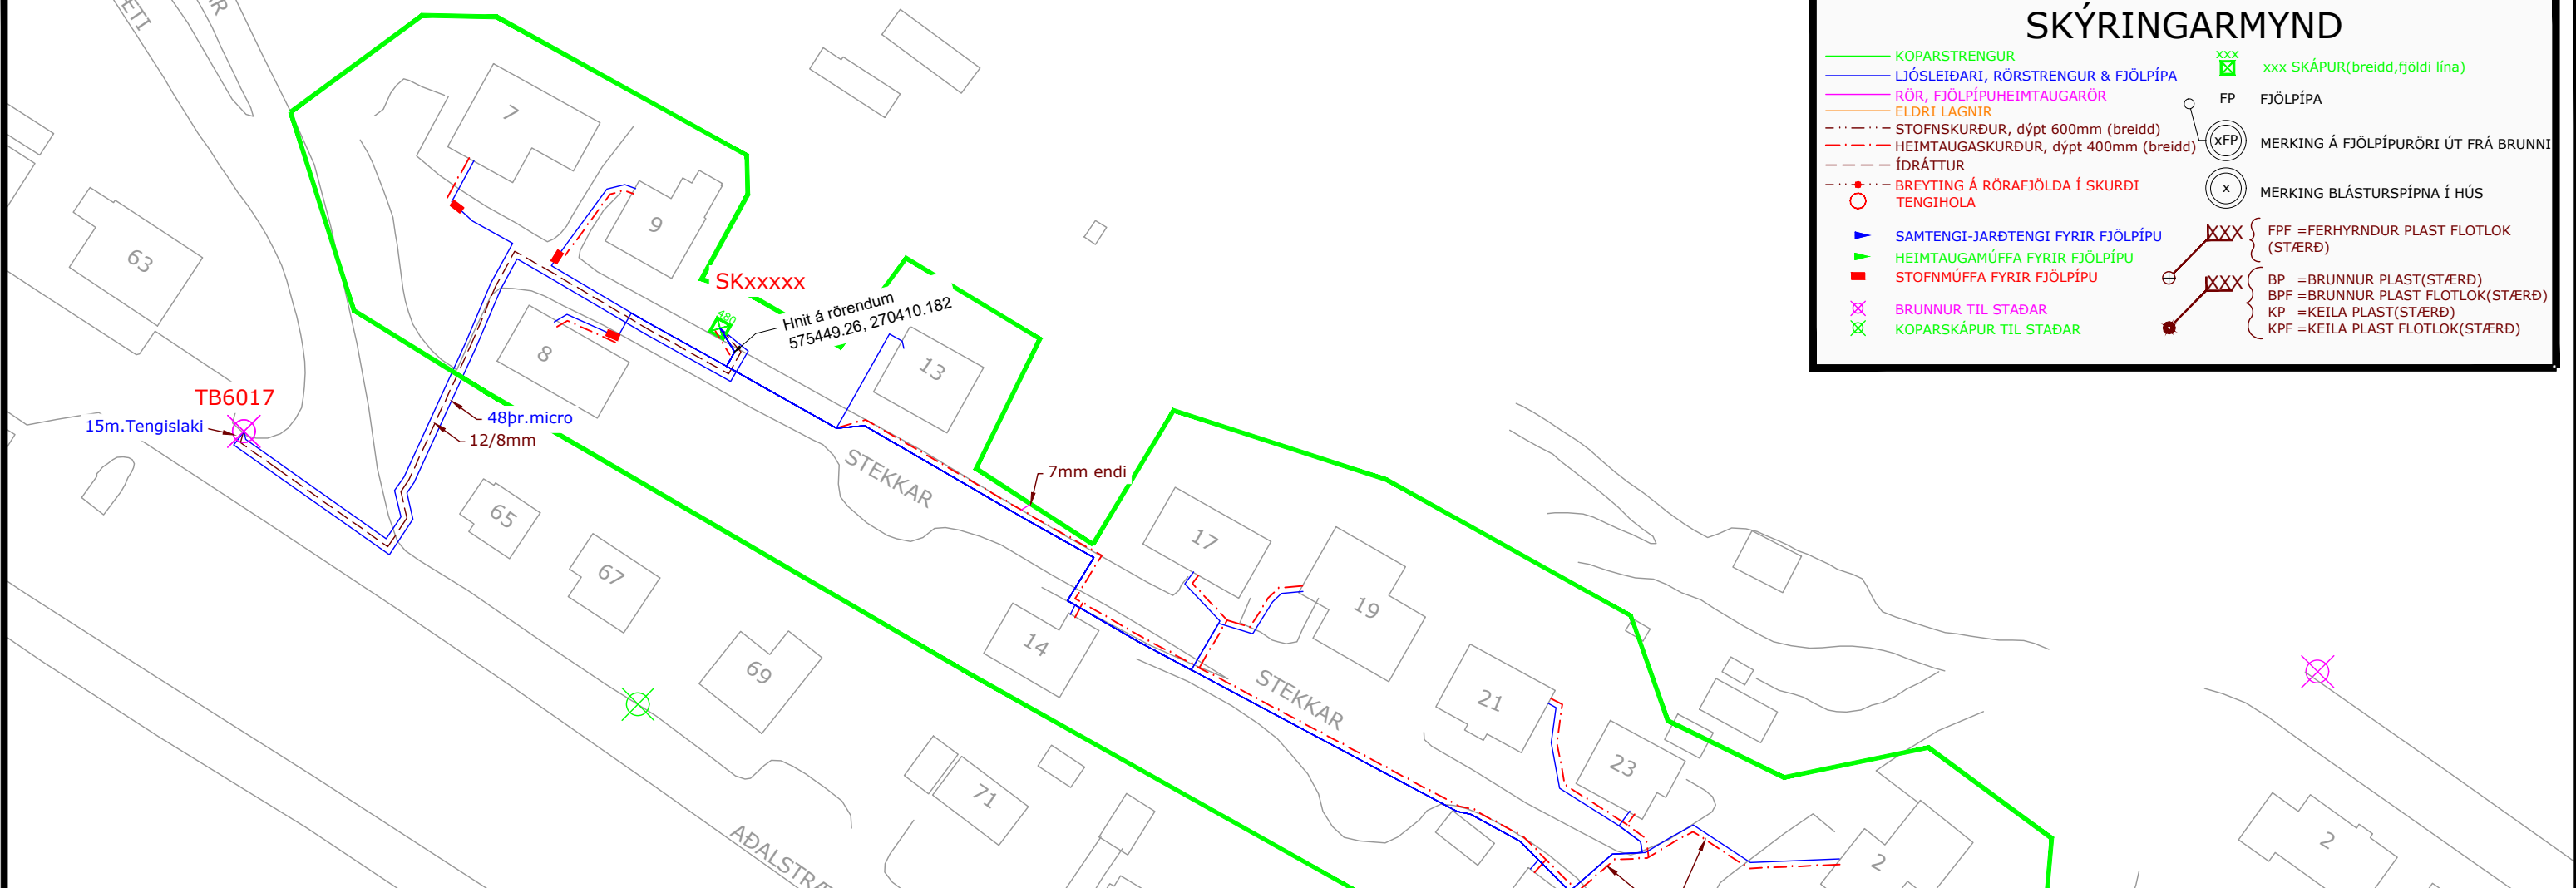 SKÝRINGARMYND
KOPARSTRENGUR
LJÓSLEIÐARI, RÖRSTRENGUR & FJÖLPÍPA
RÖR, FJÖLPÍPUHEIMTAUGARÖR
ELDRI LAGNIR
STOFNSKURÐUR, dýpt 600mm (breidd)
HEIMTAUGASKURÐUR, dýpt 400mm (breidd)
ÍDRÁTTUR
BREYTING Á RÖRAFJÖLDA Í SKURÐI
TENGIHOLA
SAMTENGI-JARÐTENGI FYRIR FJÖLPÍPU
HEIMTAUGAMÚFFA FYRIR FJÖLPÍPU
STOFNMÚFFA FYRIR FJÖLPÍPU
BRUNNUR TIL STAÐAR
KOPARSKÁPUR TIL STAÐAR
xxx
xxx SKÁPUR(breidd,fjöldi lína)
FP FJÖLPÍPA
xFP MERKING Á FJÖLPÍPURÖRI ÚT FRÁ BRUNNI
x MERKING BLÁSTURSPÍPNA Í HÚS
XXX FPF =FERHYRNDUR PLAST FLOTLOK
(STÆRÐ)
XXX BP =BRUNNUR PLAST(STÆRÐ)
BPF =BRUNNUR PLAST FLOTLOK(STÆRÐ)
KP =KEILA PLAST(STÆRÐ)
KPF =KEILA PLAST FLOTLOK(STÆRÐ)
7
9
63
SKxxxxx
480
Hnit á rörendum
575449.26, 270410.182
8
13
TB6017
15m.Tengislaki
48þr.micro
12/8mm
STEKKAR
7mm endi
65
67
17
19
14
69
STEKKAR
21
23
71
2
2